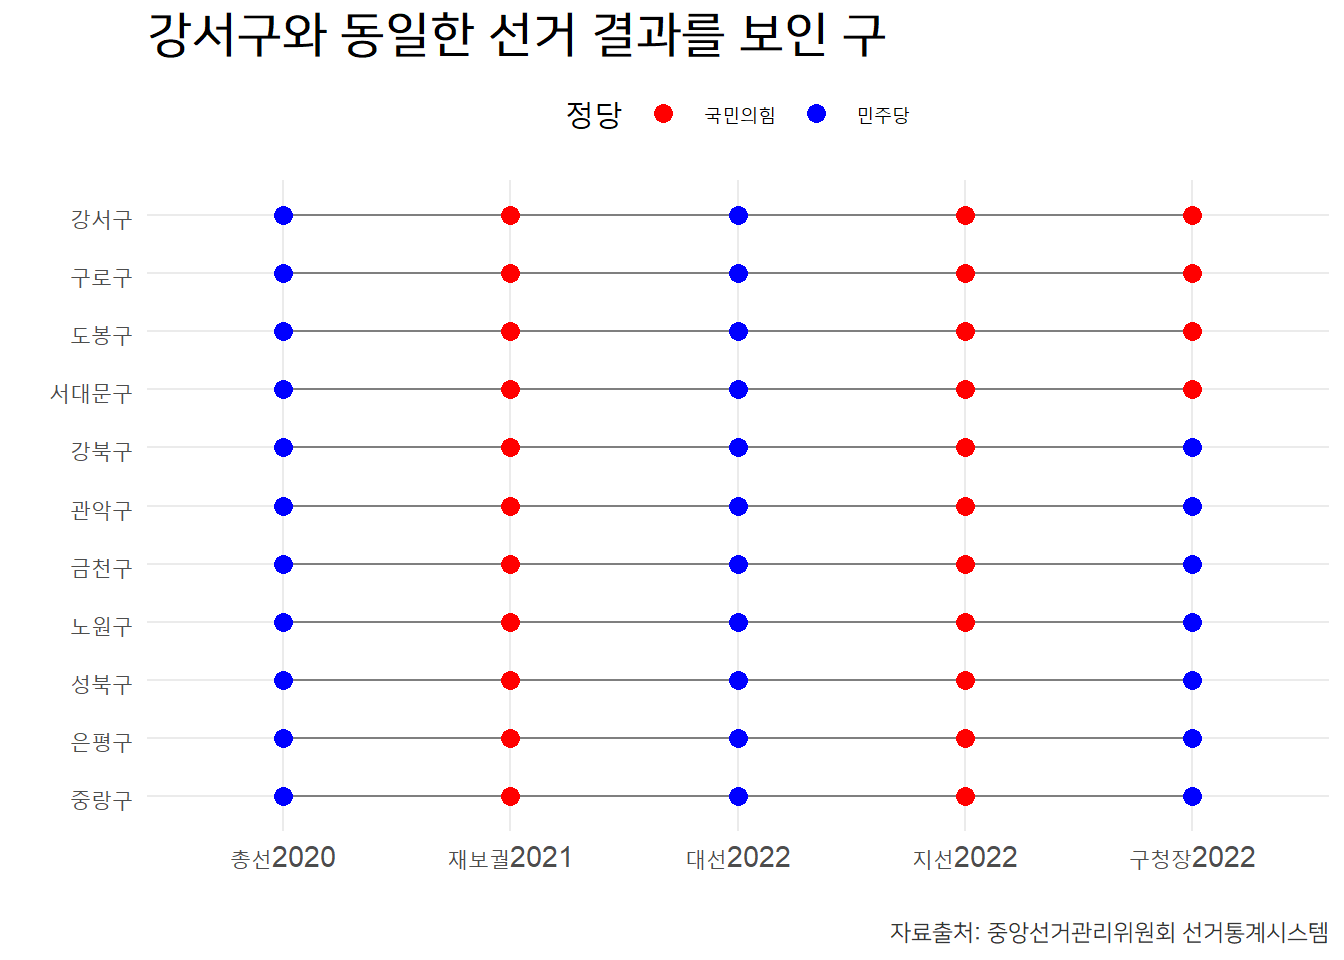 강서구와 동일한 선거 결과를 보인 구
정당 국민의힘 민주당
강서구
구로구
도봉구
서대문구
강북구
관악구
금천구
노원구
성북구
은평구
중랑구
총선2020 재보궐2021 대선2022 지선2022 구청장2022
자료출처: 중앙선거관리위원회 선거통계시스템